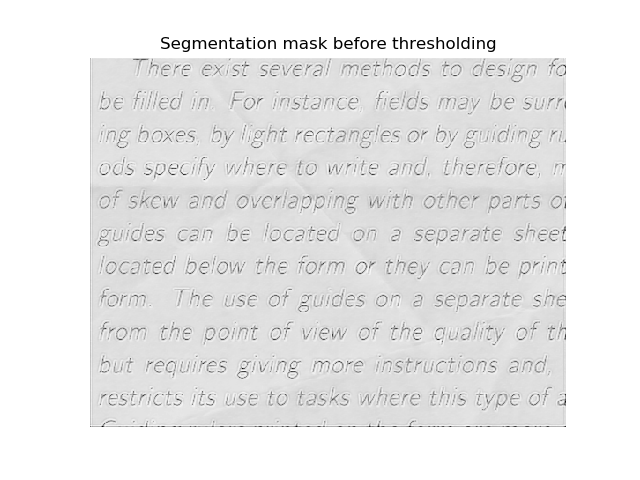 Segmentation mask before thresholding
There exist several methods to design fo
be filled in. For instance, fields may be surr
ing boxes, by light rectangles or by guiding ru
ods specify where to write and, therefore, m
of skew and overlapping with other parts of
guides can be located on a separate sheet
located below the form or they can be print
form. The use of guides on a separate she
from the point of view of the quality of th
but requires giving more instructions and,
restricts its use to tasks where this type of a